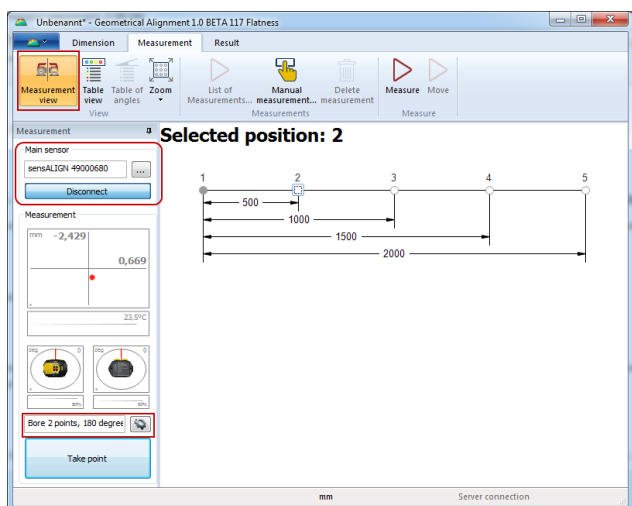 Unbenannt* - Geometrical Alignment 1.0 BETA 117 Flatness
Dimension Measurement Result
Measurement view
Table view
Table of angles
Zoom
List of Measurements...
Manual measurement...
Delete measurement
Measure
Move
View Measurements Measure
Measurement
Selected position: 2
Main sensor
sensALIGN 49000680 ...
Disconnect
1 2 3 4 5
500
1000
1500
2000
Measurement
mm -2,429
0,669
23,5ºC
deg 0 deg 0
Bore 2 points, 180 degree
Take point
mm Server connection